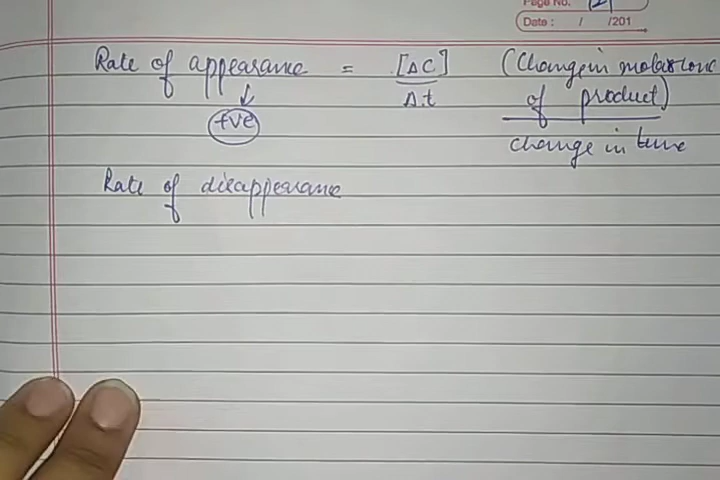 Page No.
Date : / /201
Rate of appearance = [ΔC] (Change in molar conc
↓ Δt of product)
+ve change in time
Rate of disappearance